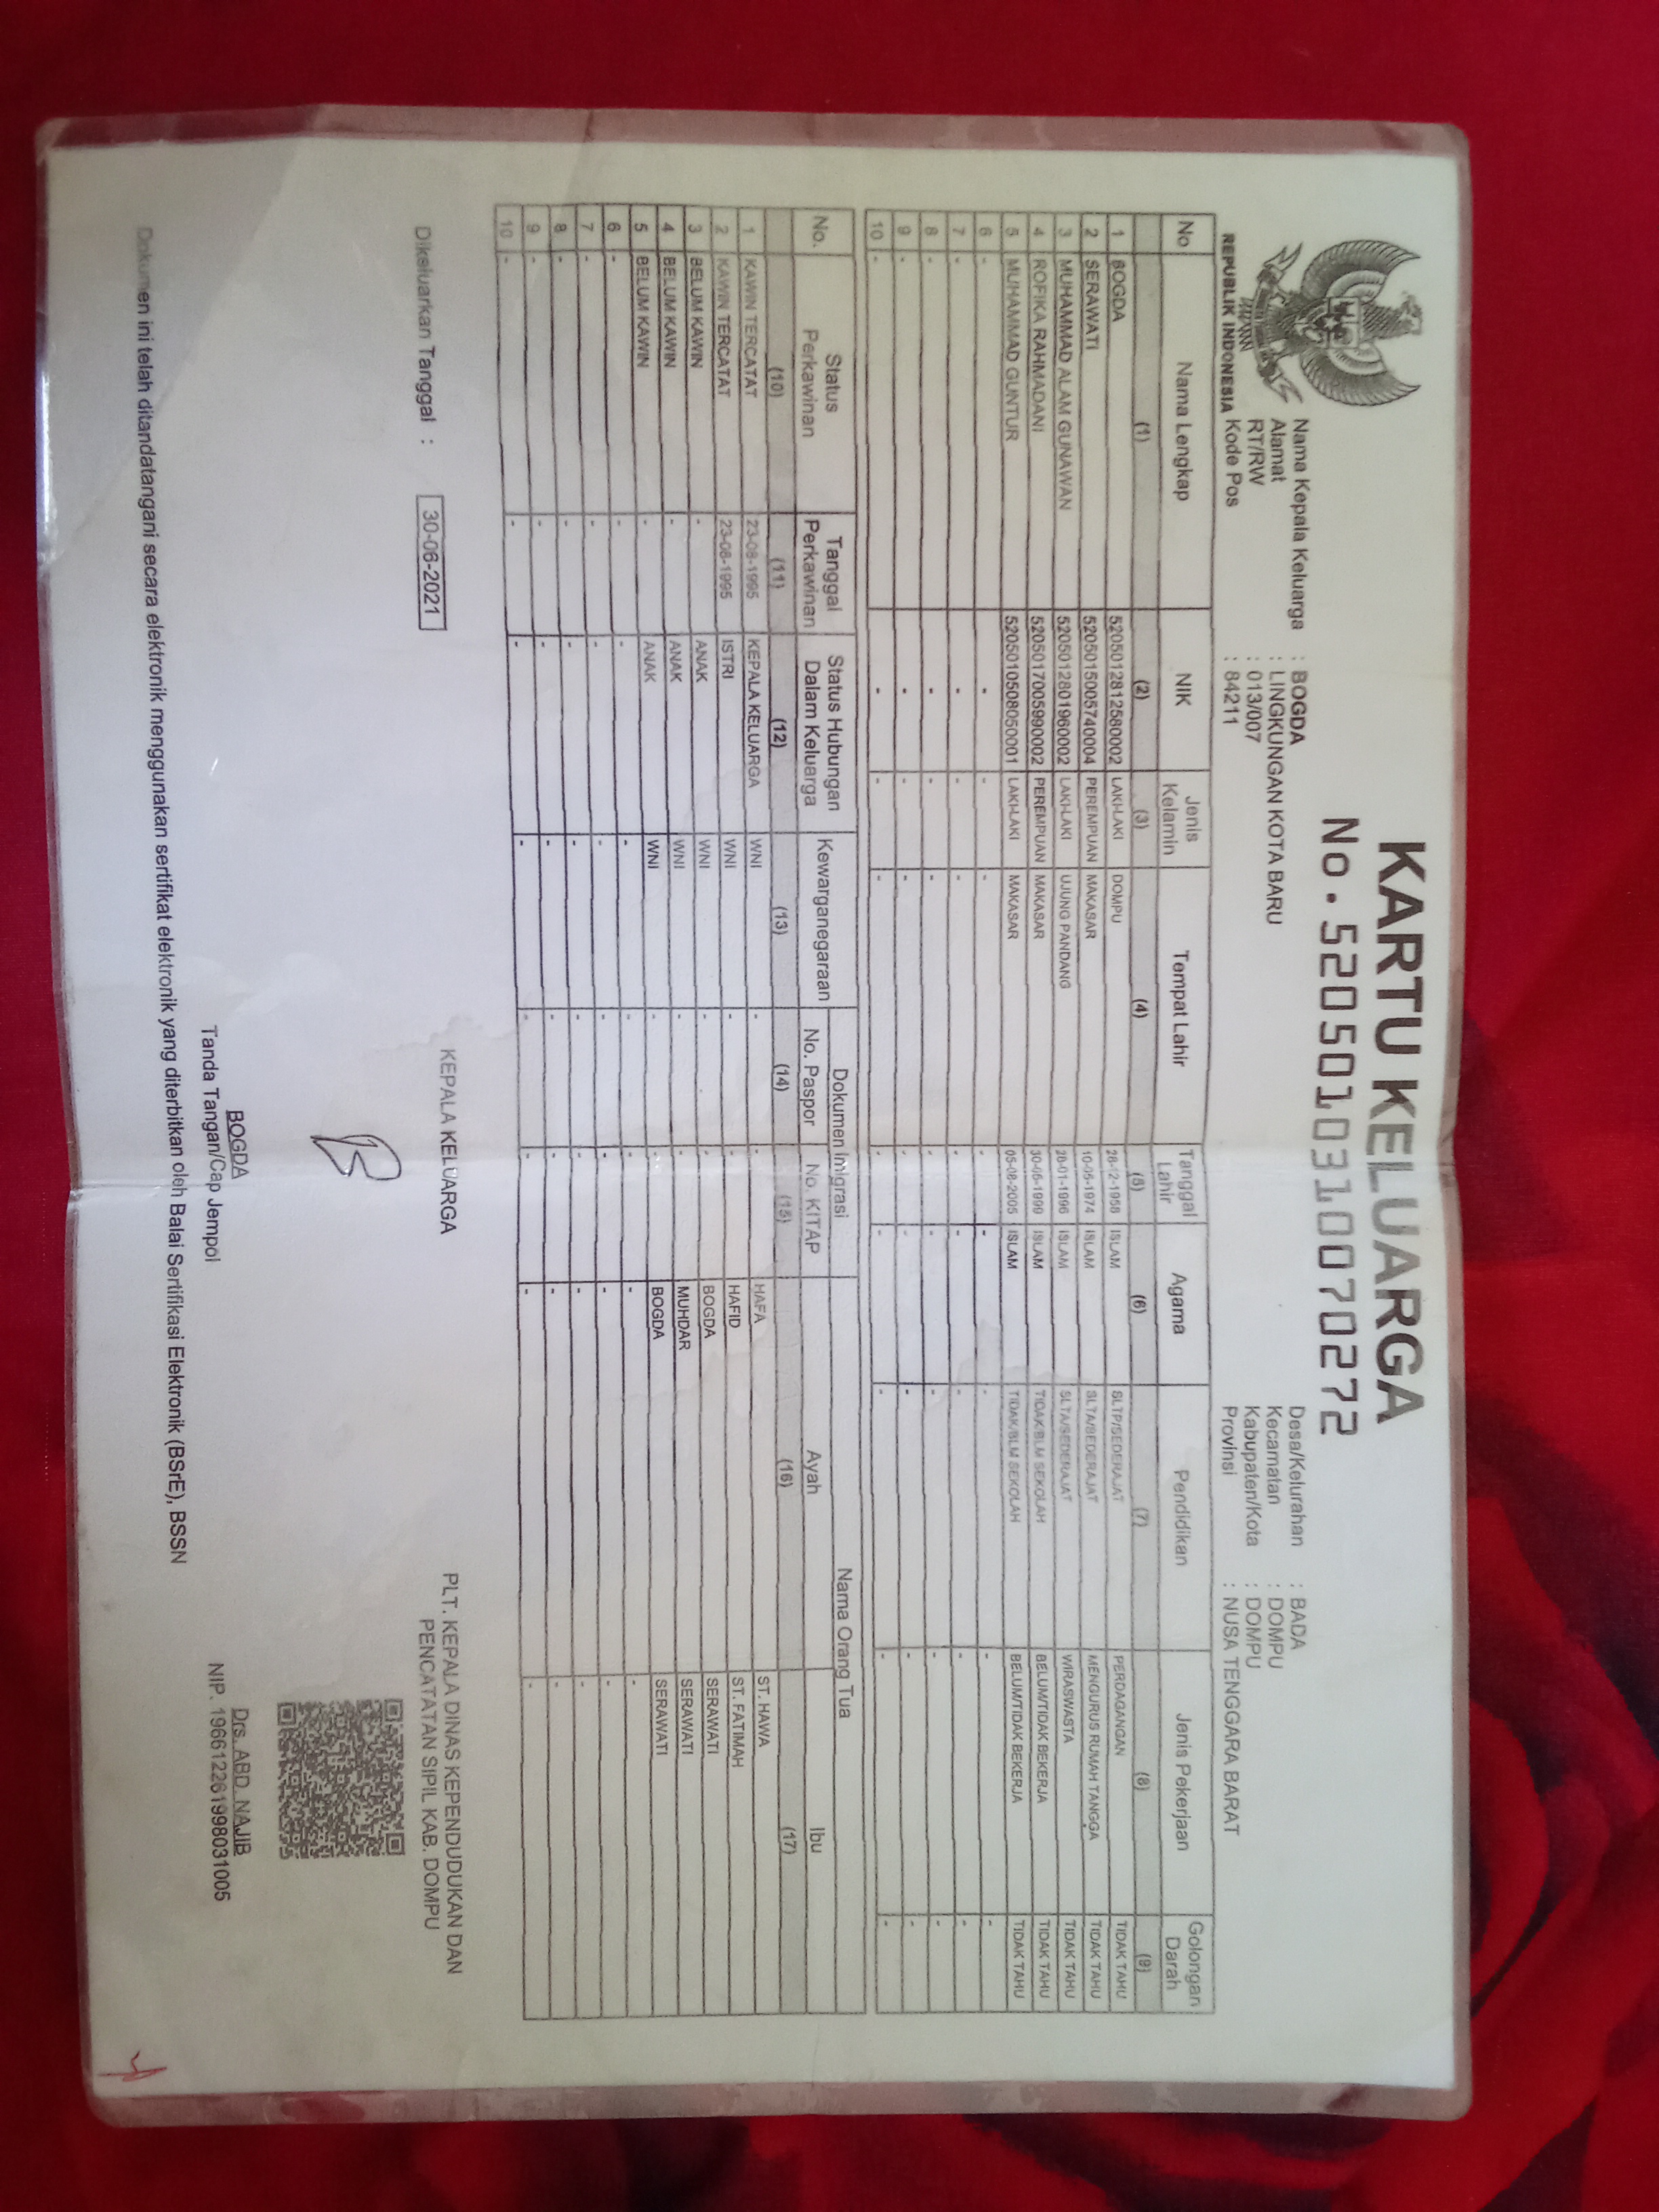 KARTU KELUARGA
No. 5205010310070272
REPUBLIK INDONESIA
Nama Kepala Keluarga : BOGDA
Alamat : LINGKUNGAN KOTA BARU
RT/RW : 013/007
Kode Pos : 84211
Desa/Kelurahan : BADA
Kecamatan : DOMPU
Kabupaten/Kota : DOMPU
Provinsi : NUSA TENGGARA BARAT
No Nama Lengkap NIK Jenis Kelamin Tempat Lahir Tanggal Lahir Agama Pendidikan Jenis Pekerjaan Golongan Darah
(1) (2) (3) (4) (5) (6) (7) (8) (9)
1 BOGDA 5205012812580002 LAKI-LAKI DOMPU 28-12-1958 ISLAM SLTP/SEDERAJAT PERDAGANGAN TIDAK TAHU
2 SERAWATI 5205015005740004 PEREMPUAN MAKASAR 10-05-1974 ISLAM SLTA/SEDERAJAT MENGURUS RUMAH TANGGA TIDAK TAHU
3 MUHAMMAD ALAM GUNAWAN 5205012801960002 LAKI-LAKI UJUNG PANDANG 28-01-1996 ISLAM SLTA/SEDERAJAT WIRASWASTA TIDAK TAHU
4 ROFIKA RAHMADANI 5205017005990002 PEREMPUAN MAKASAR 30-05-1999 ISLAM TIDAK/BLM SEKOLAH BELUM/TIDAK BEKERJA TIDAK TAHU
5 MUHAMMAD GUNTUR 5205010508050001 LAKI-LAKI MAKASAR 05-08-2005 ISLAM TIDAK/BLM SEKOLAH BELUM/TIDAK BEKERJA TIDAK TAHU
6 - - - - - - - - -
7 - - - - - - - - -
8 - - - - - - - - -
9 - - - - - - - - -
10 - - - - - - - - -
No. Status Perkawinan Tanggal Perkawinan Status Hubungan Dalam Keluarga Kewarganegaraan Dokumen Imigrasi Nama Orang Tua
No. Paspor No. KITAP Ayah Ibu
(10) (11) (12) (13) (14) (15) (16) (17)
1 KAWIN TERCATAT 23-08-1995 KEPALA KELUARGA WNI - - HAFA ST. HAWA
2 KAWIN TERCATAT 23-08-1995 ISTRI WNI - - HAFID ST. FATIMAH
3 BELUM KAWIN - ANAK WNI - - BOGDA SERAWATI
4 BELUM KAWIN - ANAK WNI - - MUHDAR SERAWATI
5 BELUM KAWIN - ANAK WNI - - BOGDA SERAWATI
6 - - - - - - - -
7 - - - - - - - -
8 - - - - - - - -
9 - - - - - - - -
10 - - - - - - - -
Dikeluarkan Tanggal : 30-06-2021
KEPALA KELUARGA
BOGDA
Tanda Tangan/Cap Jempol
PLT. KEPALA DINAS KEPENDUDUKAN DAN
PENCATATAN SIPIL KAB. DOMPU
Drs. ABD. NAJIB
NIP. 196612261998031005
Dokumen ini telah ditandatangani secara elektronik menggunakan sertifikat elektronik yang diterbitkan oleh Balai Sertifikasi Elektronik (BSrE), BSSN